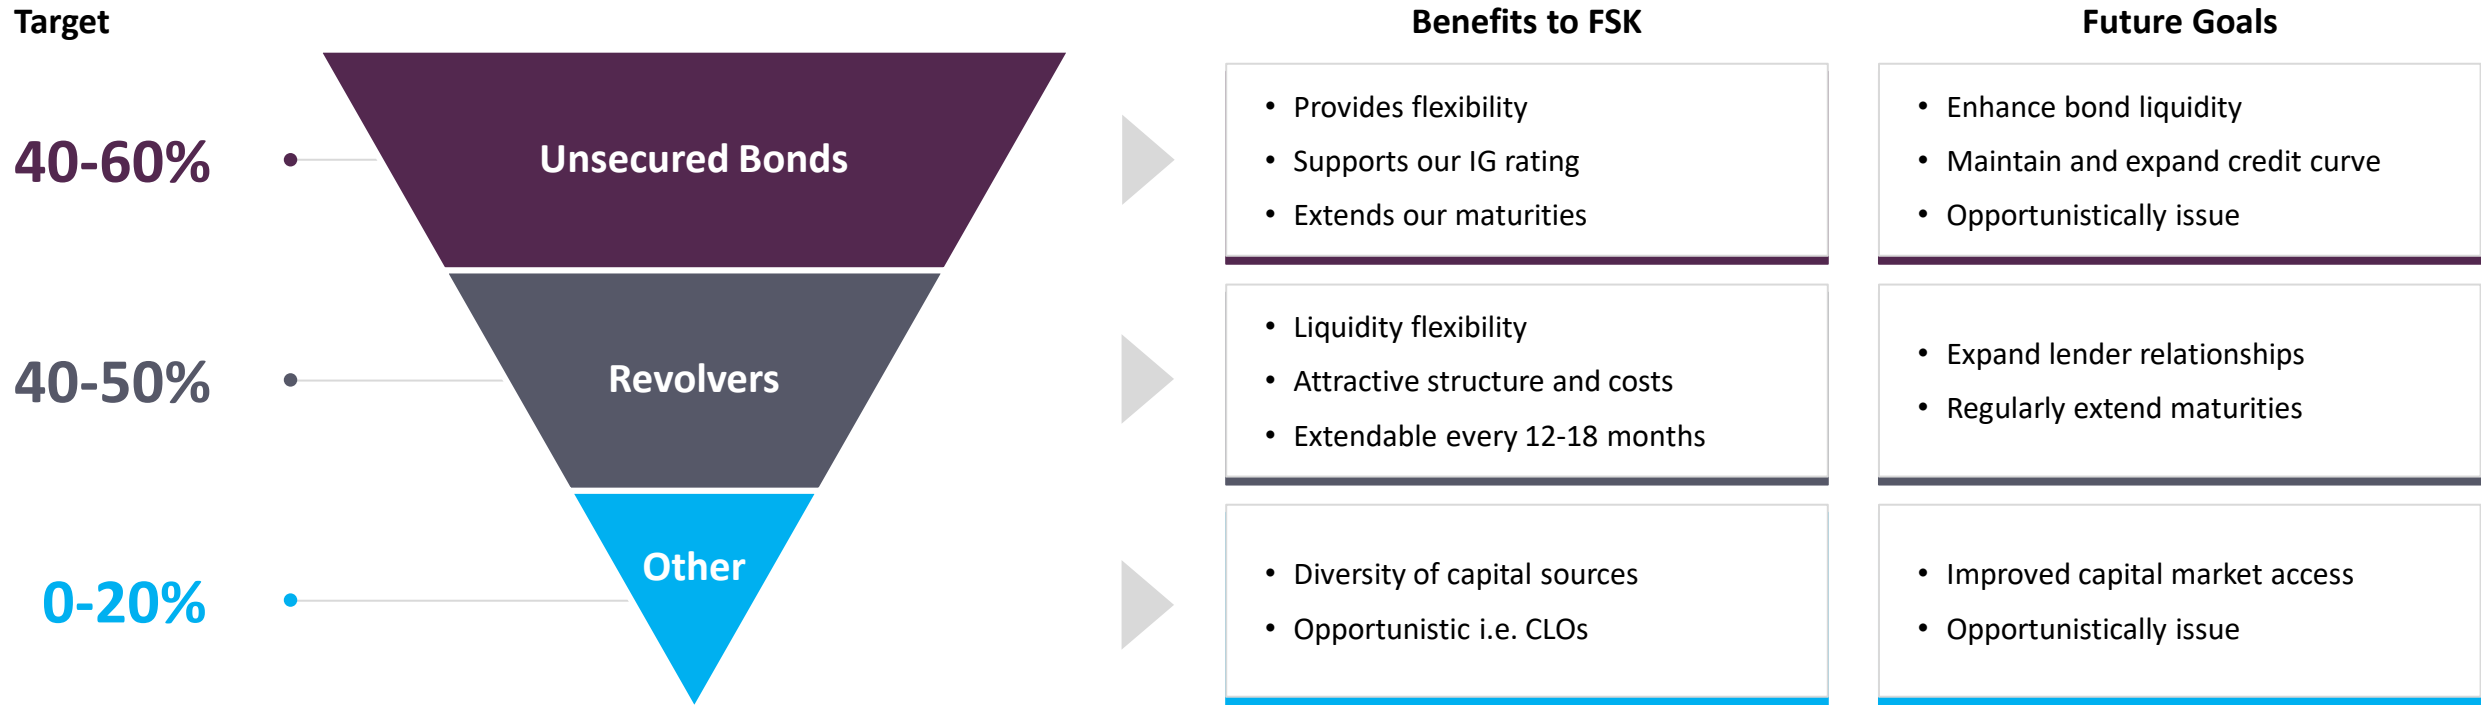 Target
Benefits to FSK
Future Goals
40-60%
Unsecured Bonds
• Provides flexibility
• Supports our IG rating
• Extends our maturities
• Enhance bond liquidity
• Maintain and expand credit curve
• Opportunistically issue
40-50%
Revolvers
• Liquidity flexibility
• Attractive structure and costs
• Extendable every 12-18 months
• Expand lender relationships
• Regularly extend maturities
0-20%
Other
• Diversity of capital sources
• Opportunistic i.e. CLOs
• Improved capital market access
• Opportunistically issue